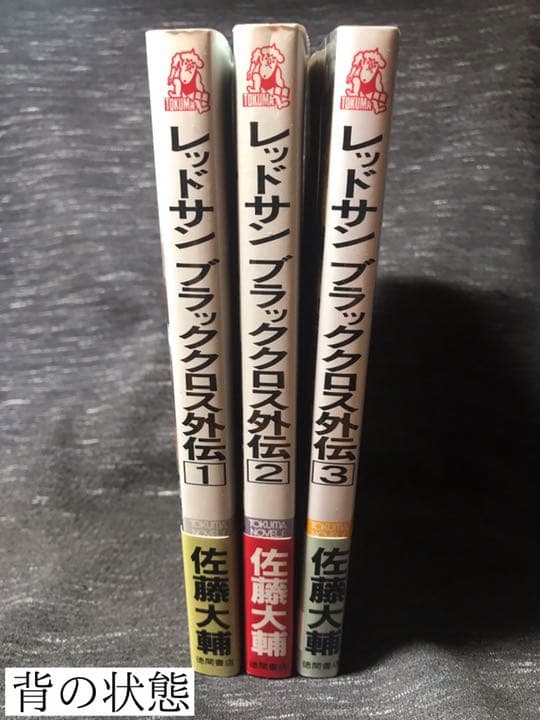 TOKUMA
レッドサン ブラッククロス外伝 1
TOKUMA
NOVELS
佐藤大輔
徳間書店
TOKUMA
レッドサン ブラッククロス外伝 2
TOKUMA
NOVELS
佐藤大輔
徳間書店
TOKUMA
レッドサン ブラッククロス外伝 3
TOKUMA
NOVELS
佐藤大輔
徳間書店
背の状態